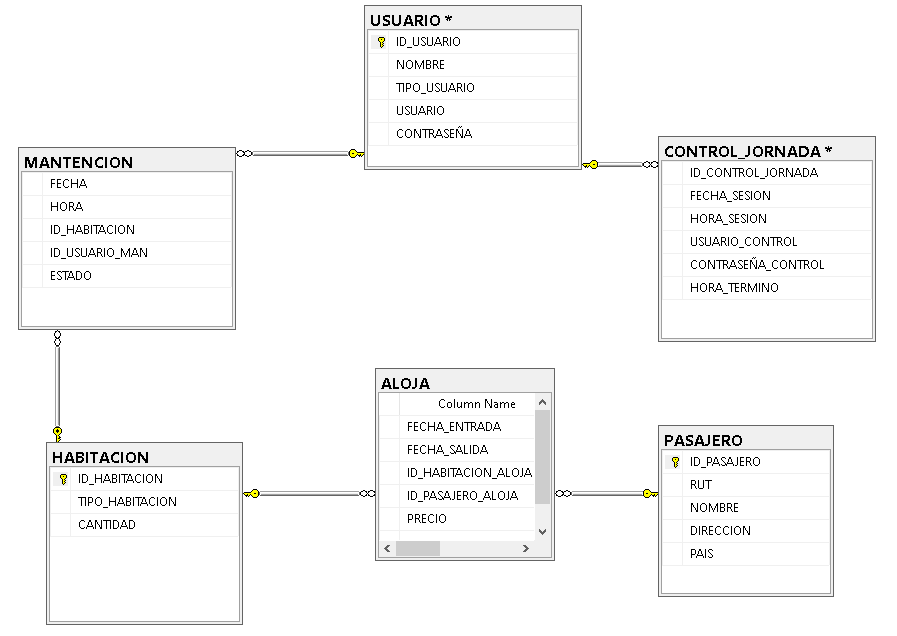 USUARIO *
ID_USUARIO
NOMBRE
TIPO_USUARIO
USUARIO
CONTRASEÑA
MANTENCION
FECHA
HORA
ID_HABITACION
ID_USUARIO_MAN
ESTADO
CONTROL_JORNADA *
ID_CONTROL_JORNADA
FECHA_SESION
HORA_SESION
USUARIO_CONTROL
CONTRASEÑA_CONTROL
HORA_TERMINO
HABITACION
ID_HABITACION
TIPO_HABITACION
CANTIDAD
ALOJA
Column Name
FECHA_ENTRADA
FECHA_SALIDA
ID_HABITACION_ALOJA
ID_PASAJERO_ALOJA
PRECIO
PASAJERO
ID_PASAJERO
RUT
NOMBRE
DIRECCION
PAIS